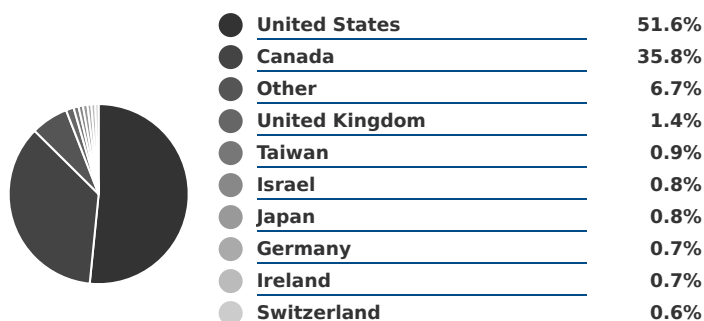 United States 51.6%
Canada 35.8%
Other 6.7%
United Kingdom 1.4%
Taiwan 0.9%
Israel 0.8%
Japan 0.8%
Germany 0.7%
Ireland 0.7%
Switzerland 0.6%